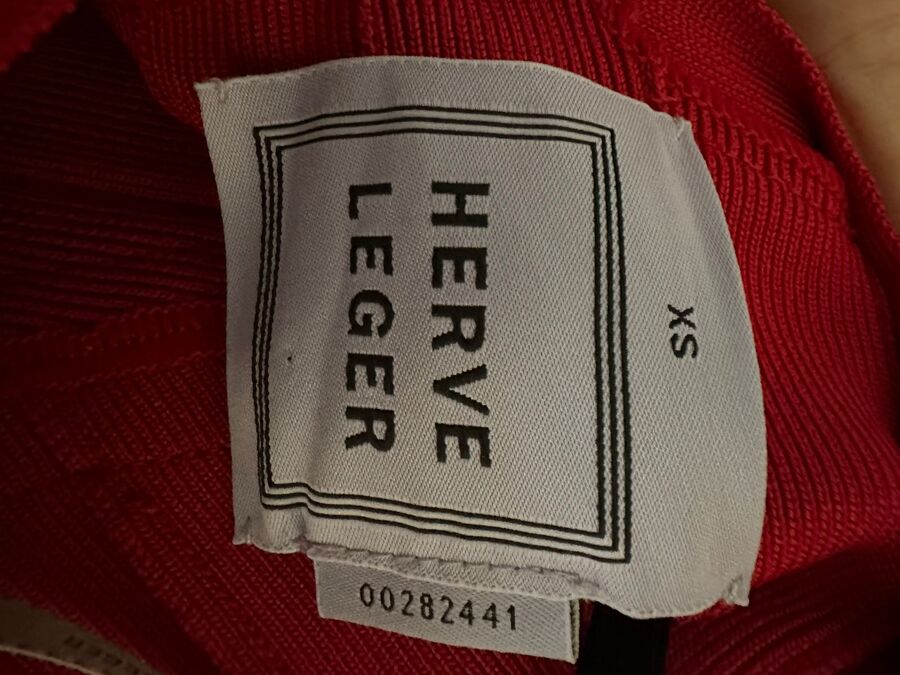 XS
HERVE
LEGER
00282441